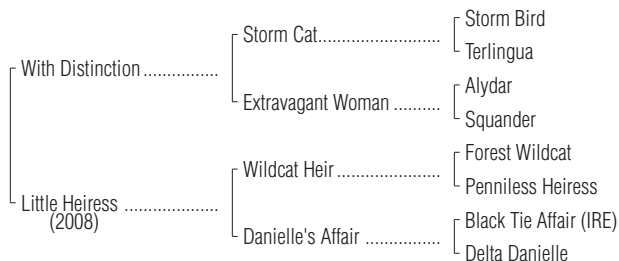 Storm Bird
Storm Cat........................
Terlingua
With Distinction ...............
Alydar
Extravagant Woman ..........
Squander
Forest Wildcat
Wildcat Heir .....................
Penniless Heiress
Little Heiress ..................
(2008)
Black Tie Affair (IRE)
Danielle's Affair ...............
Delta Danielle